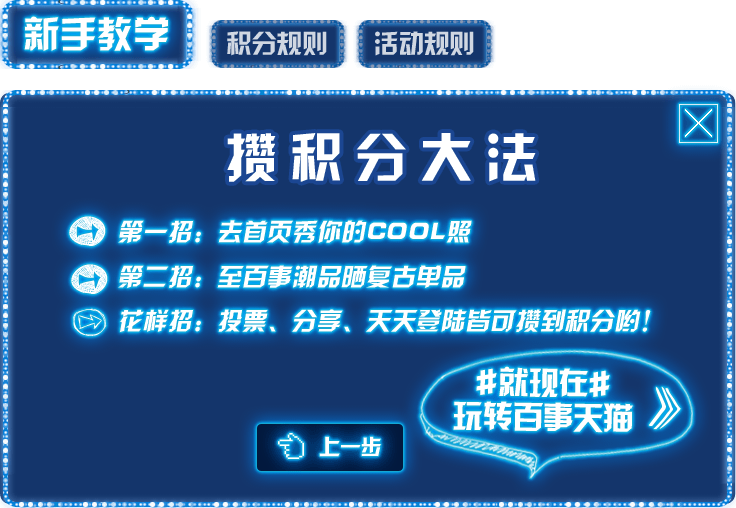 新手教学
积分规则
活动规则
攒积分大法
第一招：去首页秀你的COOL照
第二招：至百事潮品晒复古单品
花样招：投票、分享、天天登陆皆可攒到积分哟！
#就现在#
玩转百事天猫
上一步